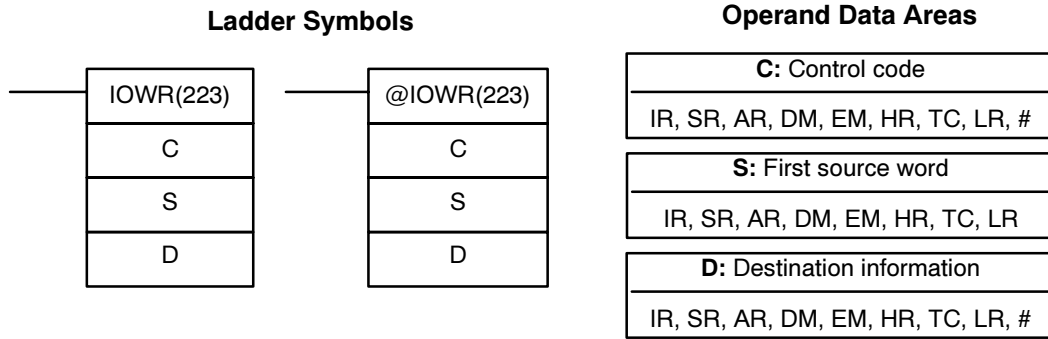 Ladder Symbols
IOWR(223)
C
S
D
@IOWR(223)
C
S
D
Operand Data Areas
C: Control code
IR, SR, AR, DM, EM, HR, TC, LR, #
S: First source word
IR, SR, AR, DM, EM, HR, TC, LR
D: Destination information
IR, SR, AR, DM, EM, HR, TC, LR, #